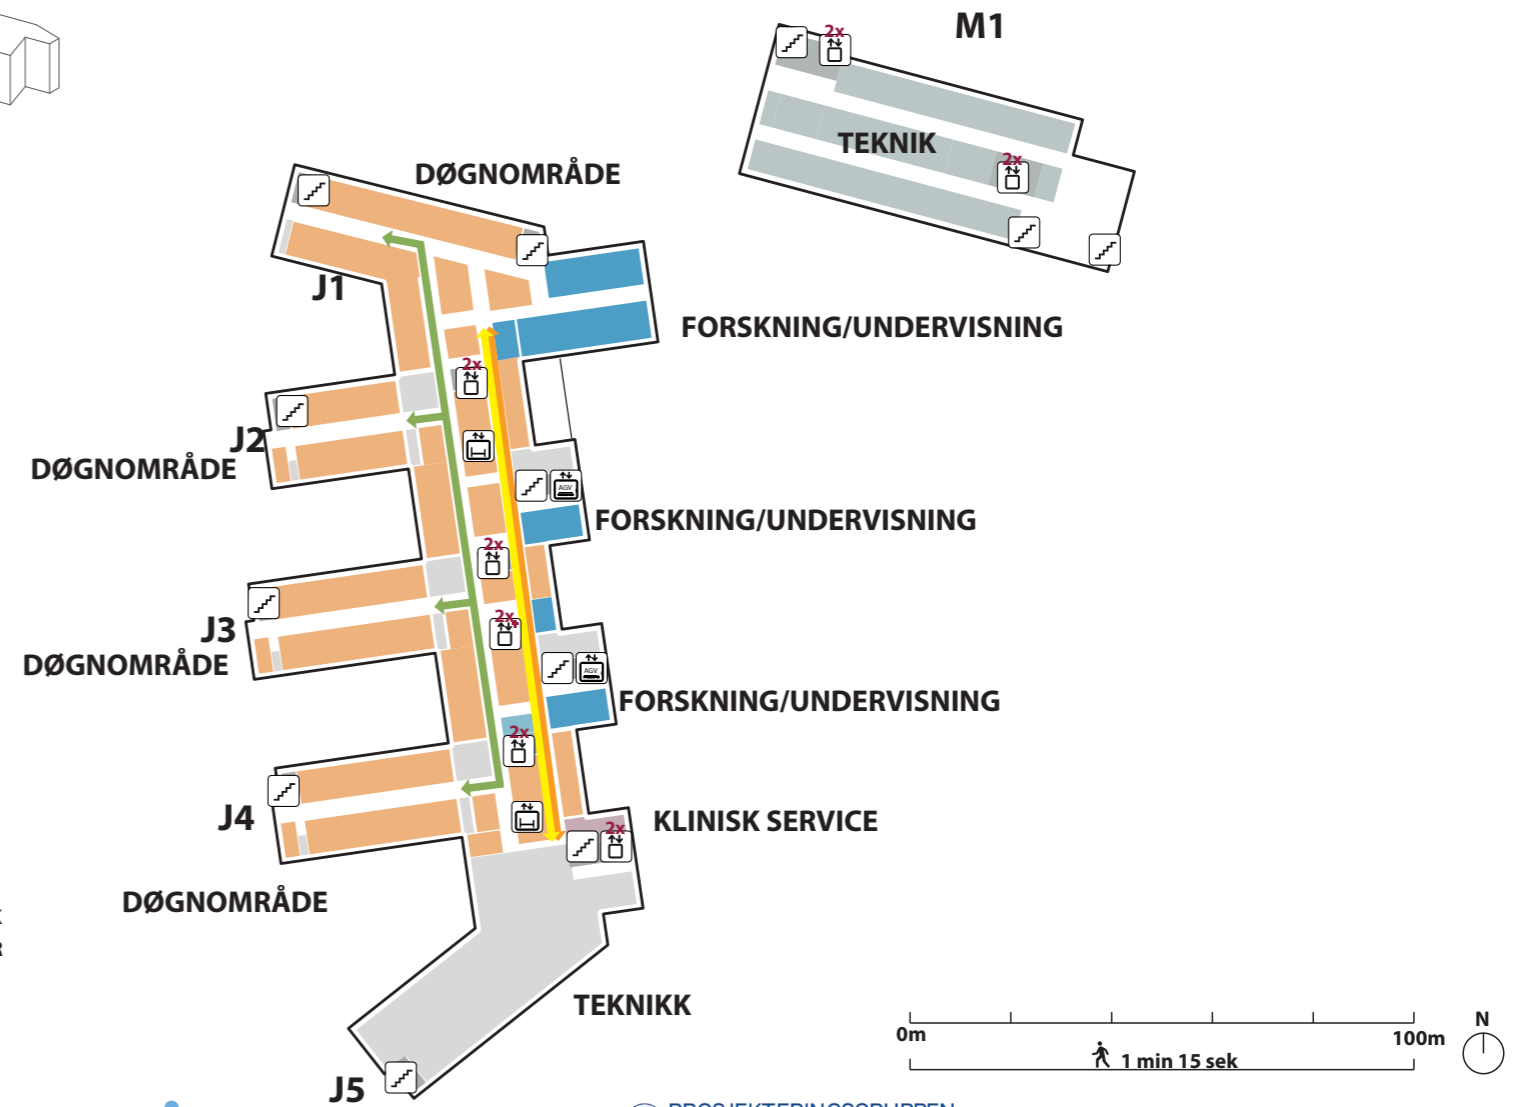 M1
2x
TEKNIK
2x
DØGNOMRÅDE
J1
FORSKNING/UNDERVISNING
2x
J2
DØGNOMRÅDE
AGV
FORSKNING/UNDERVISNING
2x
2x
J3
DØGNOMRÅDE
AGV
FORSKNING/UNDERVISNING
2x
J4
KLINISK SERVICE
2x
DØGNOMRÅDE
K
R
TEKNIKK
J5
0m
100m
1 min 15 sek
N
PROSJEKTERINGSGRUPPEN